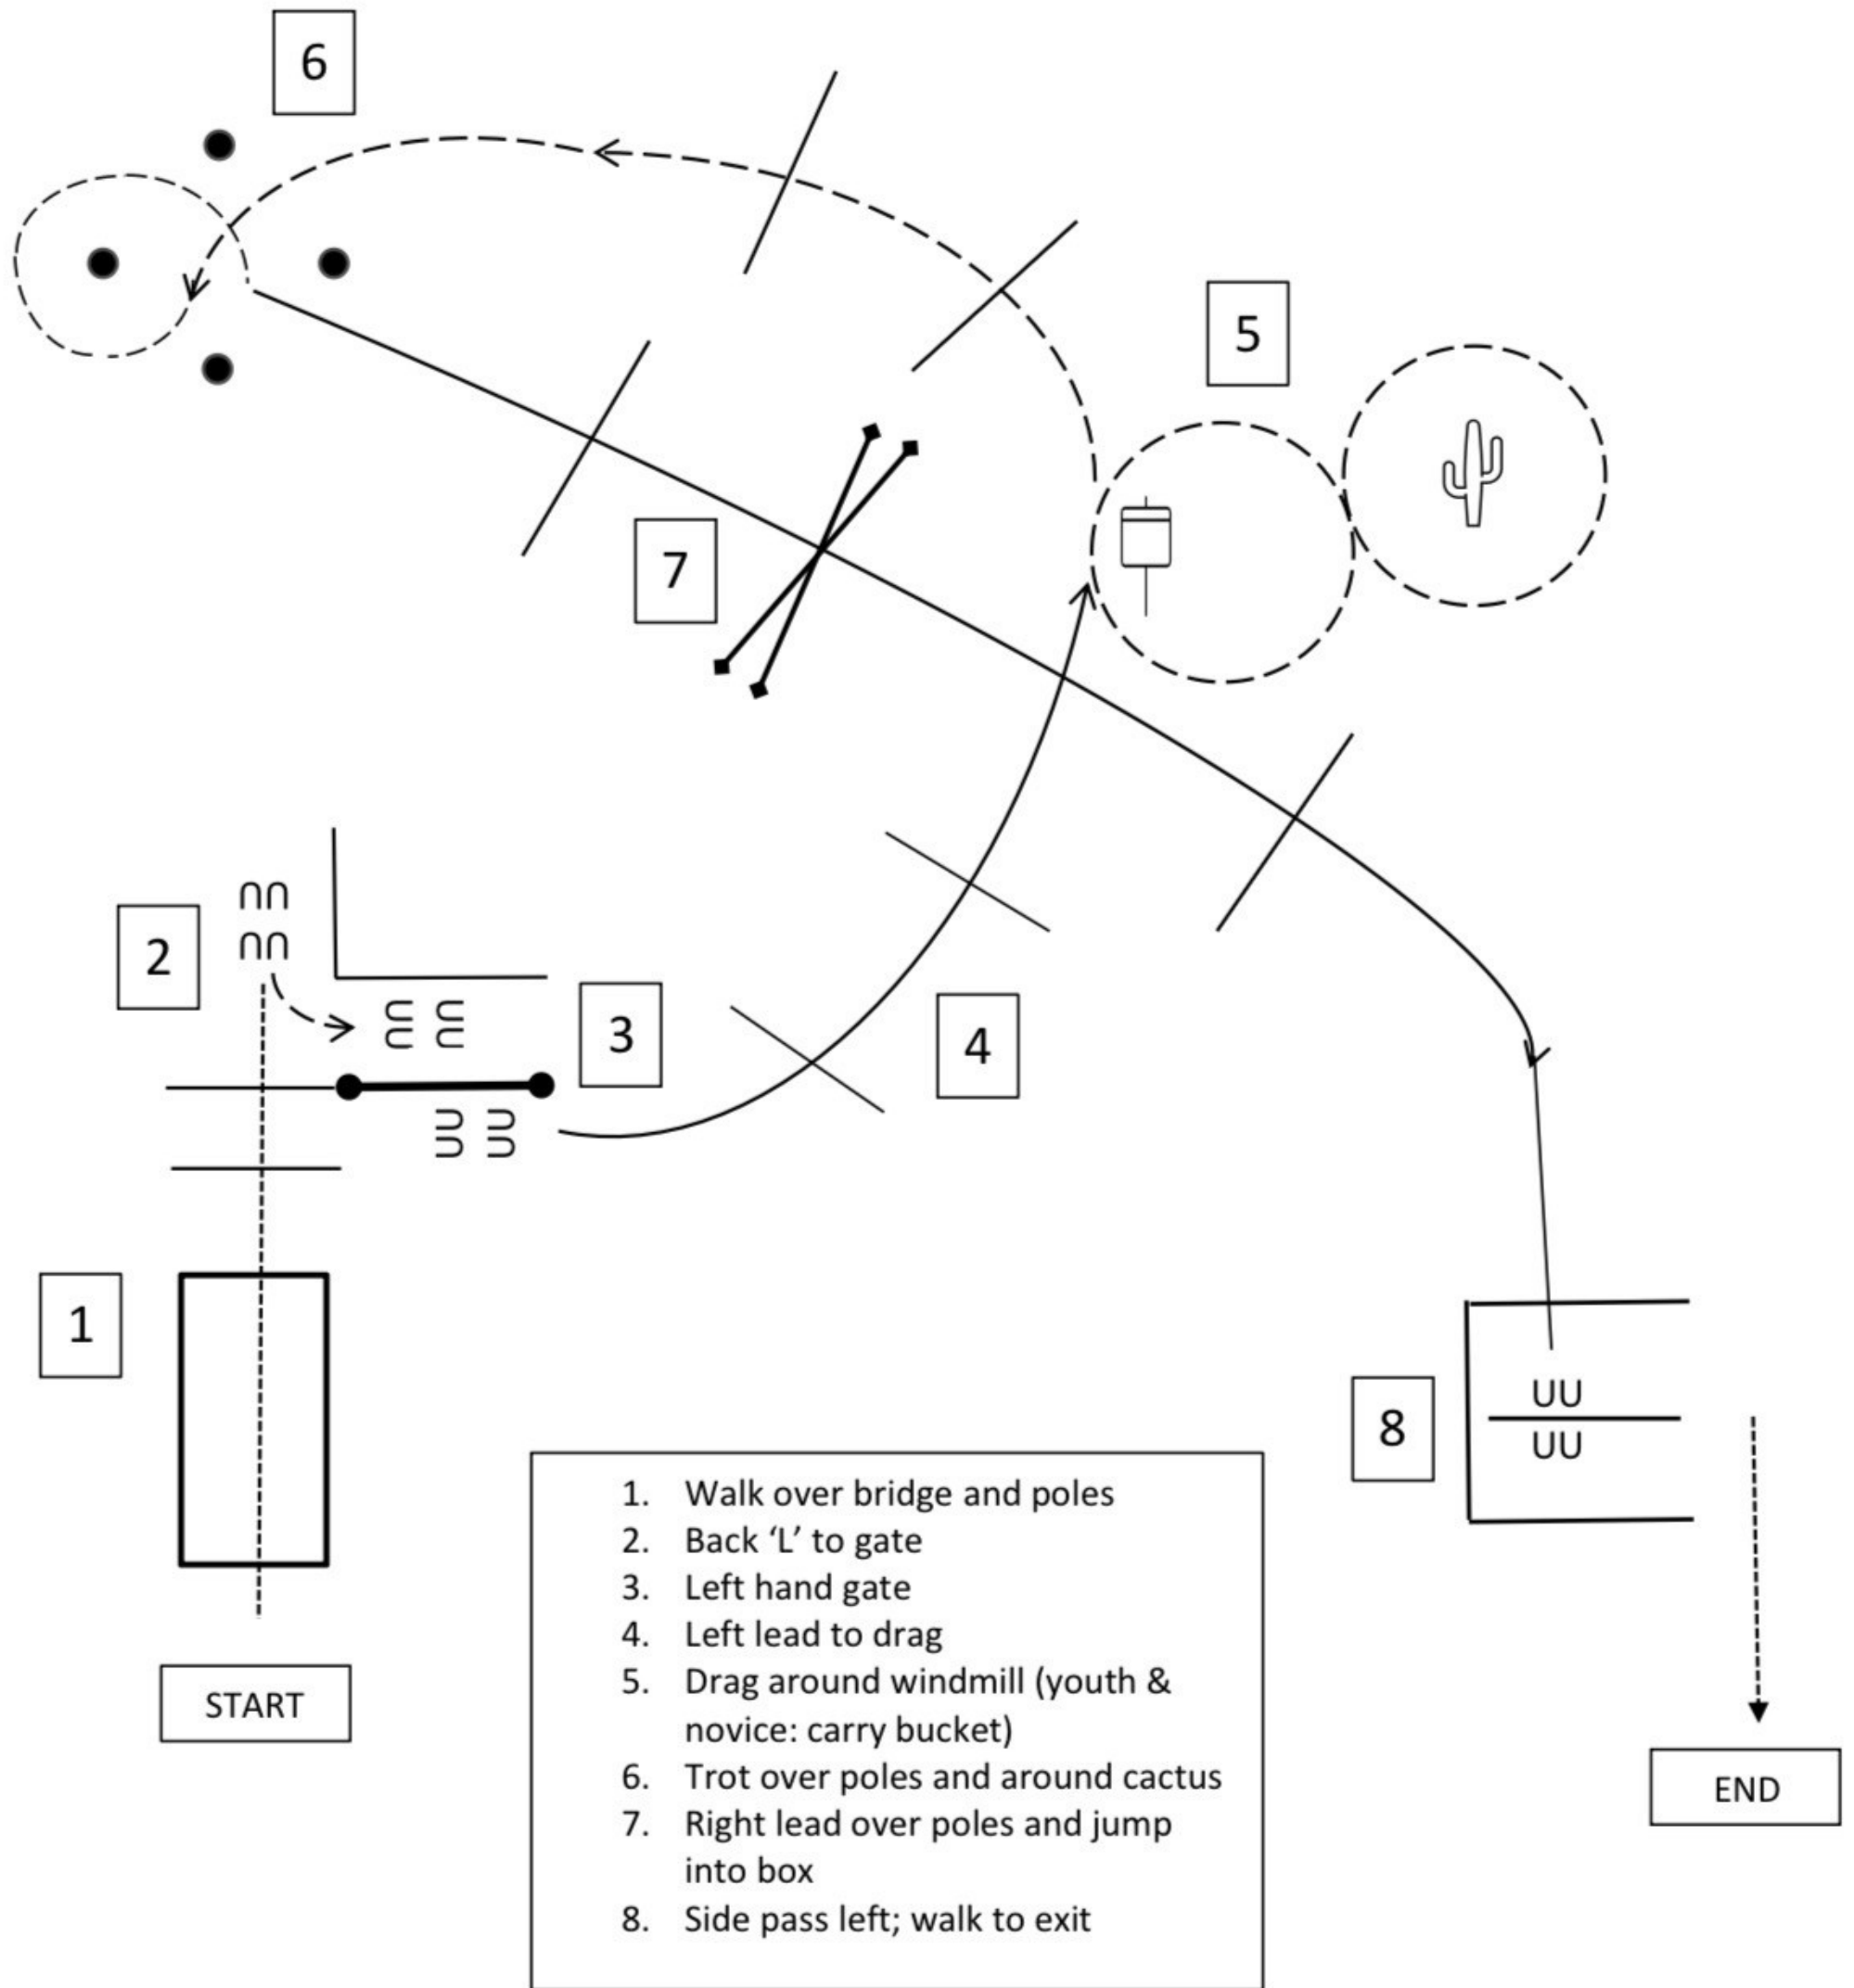 6
5
7
2
3
4
1
8
START
1. Walk over bridge and poles
2. Back ‘L’ to gate
3. Left hand gate
4. Left lead to drag
5. Drag around windmill (youth &
novice: carry bucket)
6. Trot over poles and around cactus
7. Right lead over poles and jump
into box
8. Side pass left; walk to exit
END